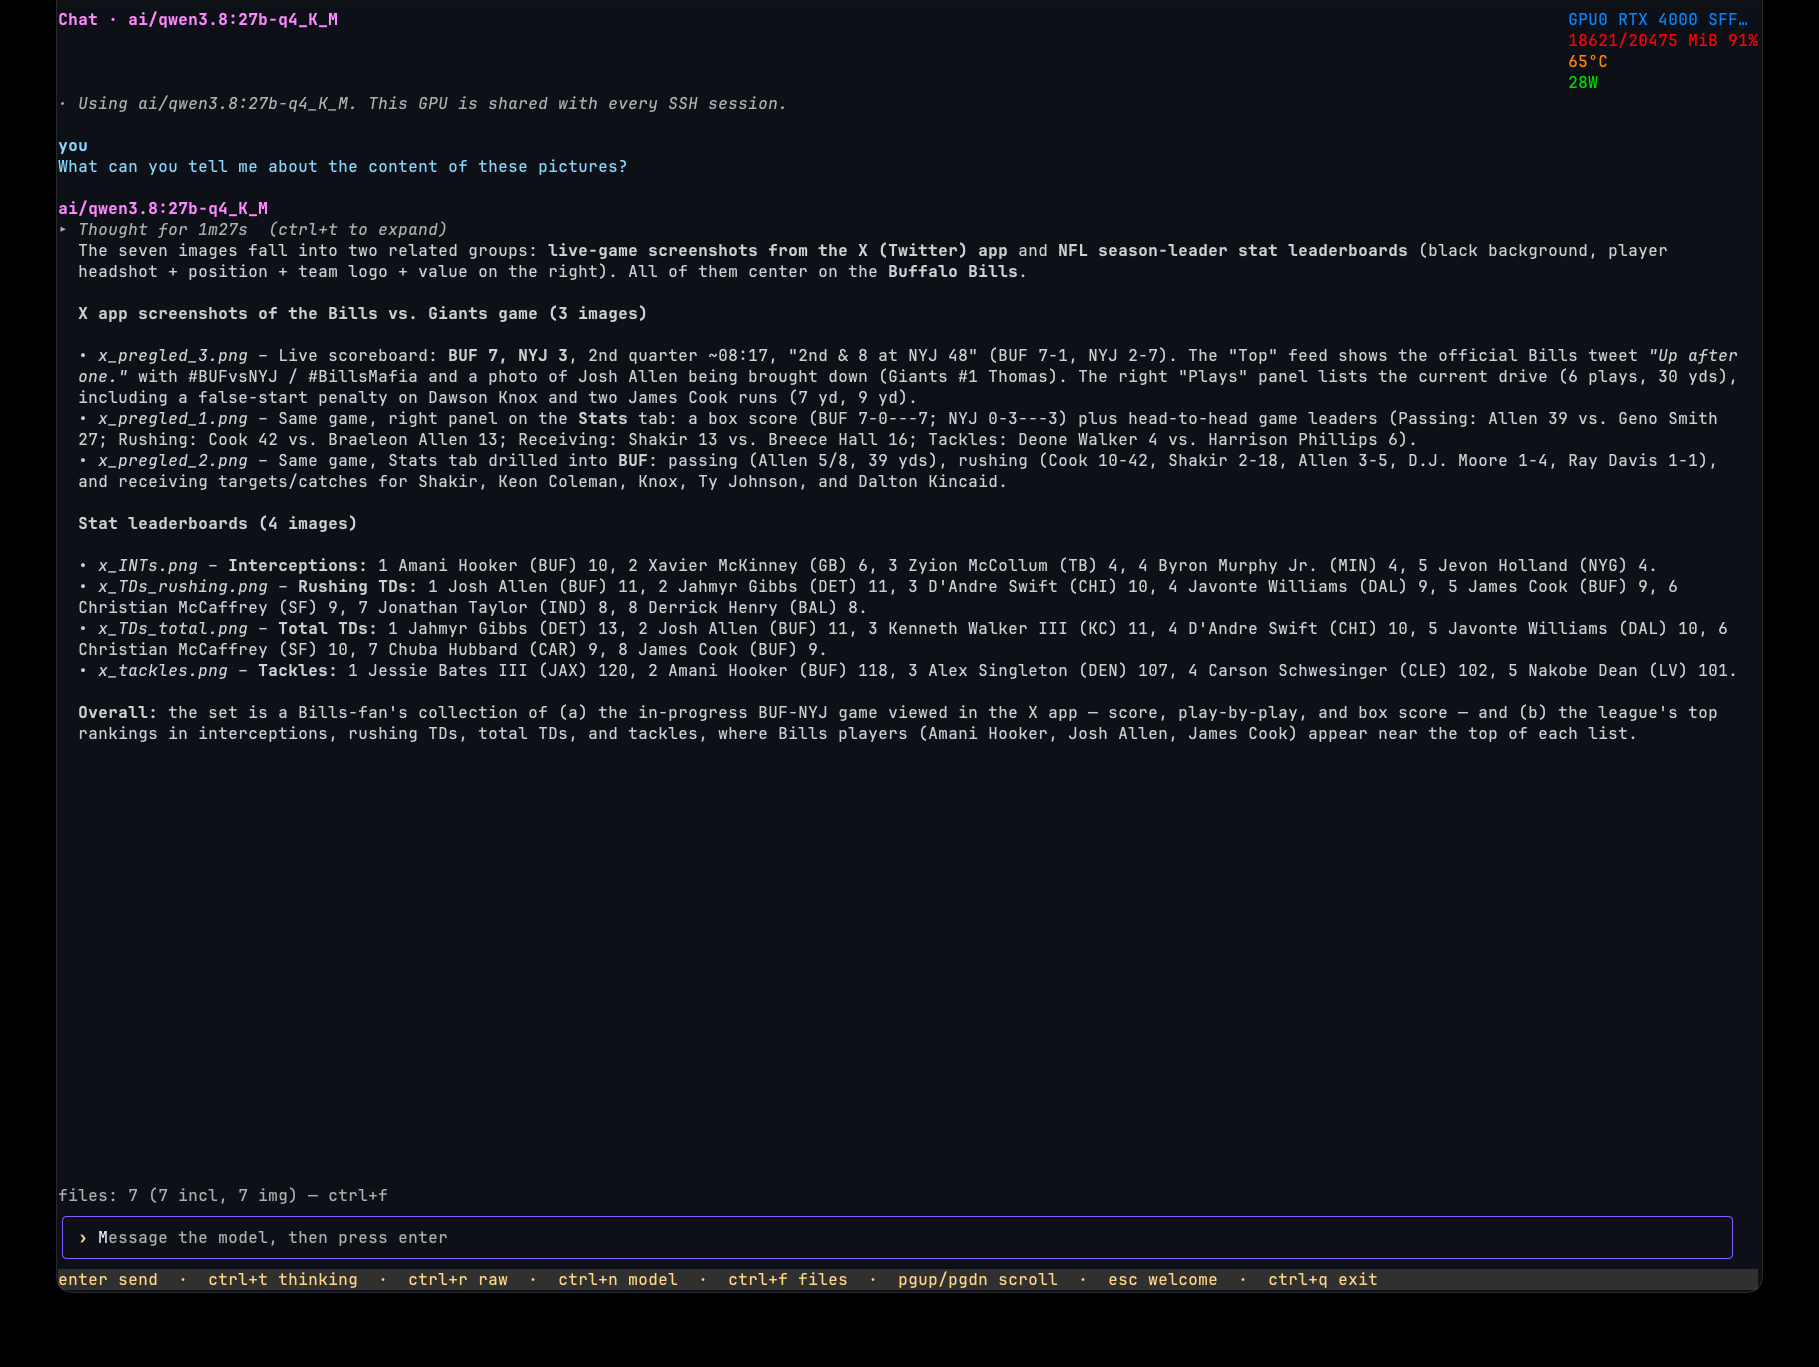 Chat · ai/qwen3.8:27b-q4_K_M
GPU0 RTX 4000 SFF…
18621/20475 MiB 91%
65°C
28W
· Using ai/qwen3.8:27b-q4_K_M. This GPU is shared with every SSH session.
you
What can you tell me about the content of these pictures?
ai/qwen3.8:27b-q4_K_M
▸ Thought for 1m27s (ctrl+t to expand)
The seven images fall into two related groups: live-game screenshots from the X (Twitter) app and NFL season-leader stat leaderboards (black background, player
headshot + position + team logo + value on the right). All of them center on the Buffalo Bills.
X app screenshots of the Bills vs. Giants game (3 images)
• x_pregled_3.png – Live scoreboard: BUF 7, NYJ 3, 2nd quarter ~08:17, "2nd & 8 at NYJ 48" (BUF 7-1, NYJ 2-7). The "Top" feed shows the official Bills tweet "Up after
one." with #BUFvsNYJ / #BillsMafia and a photo of Josh Allen being brought down (Giants #1 Thomas). The right "Plays" panel lists the current drive (6 plays, 30 yds),
including a false-start penalty on Dawson Knox and two James Cook runs (7 yd, 9 yd).
• x_pregled_1.png – Same game, right panel on the Stats tab: a box score (BUF 7-0---7; NYJ 0-3---3) plus head-to-head game leaders (Passing: Allen 39 vs. Geno Smith
27; Rushing: Cook 42 vs. Braeleon Allen 13; Receiving: Shakir 13 vs. Breece Hall 16; Tackles: Deone Walker 4 vs. Harrison Phillips 6).
• x_pregled_2.png – Same game, Stats tab drilled into BUF: passing (Allen 5/8, 39 yds), rushing (Cook 10-42, Shakir 2-18, Allen 3-5, D.J. Moore 1-4, Ray Davis 1-1),
and receiving targets/catches for Shakir, Keon Coleman, Knox, Ty Johnson, and Dalton Kincaid.
Stat leaderboards (4 images)
• x_INTs.png – Interceptions: 1 Amani Hooker (BUF) 10, 2 Xavier McKinney (GB) 6, 3 Zyion McCollum (TB) 4, 4 Byron Murphy Jr. (MIN) 4, 5 Jevon Holland (NYG) 4.
• x_TDs_rushing.png – Rushing TDs: 1 Josh Allen (BUF) 11, 2 Jahmyr Gibbs (DET) 11, 3 D'Andre Swift (CHI) 10, 4 Javonte Williams (DAL) 9, 5 James Cook (BUF) 9, 6
Christian McCaffrey (SF) 9, 7 Jonathan Taylor (IND) 8, 8 Derrick Henry (BAL) 8.
• x_TDs_total.png – Total TDs: 1 Jahmyr Gibbs (DET) 13, 2 Josh Allen (BUF) 11, 3 Kenneth Walker III (KC) 11, 4 D'Andre Swift (CHI) 10, 5 Javonte Williams (DAL) 10, 6
Christian McCaffrey (SF) 10, 7 Chuba Hubbard (CAR) 9, 8 James Cook (BUF) 9.
• x_tackles.png – Tackles: 1 Jessie Bates III (JAX) 120, 2 Amani Hooker (BUF) 118, 3 Alex Singleton (DEN) 107, 4 Carson Schwesinger (CLE) 102, 5 Nakobe Dean (LV) 101.
Overall: the set is a Bills-fan's collection of (a) the in-progress BUF-NYJ game viewed in the X app — score, play-by-play, and box score — and (b) the league's top
rankings in interceptions, rushing TDs, total TDs, and tackles, where Bills players (Amani Hooker, Josh Allen, James Cook) appear near the top of each list.
files: 7 (7 incl, 7 img) — ctrl+f
› Message the model, then press enter
enter send · ctrl+t thinking · ctrl+r raw · ctrl+n model · ctrl+f files · pgup/pgdn scroll · esc welcome · ctrl+q exit